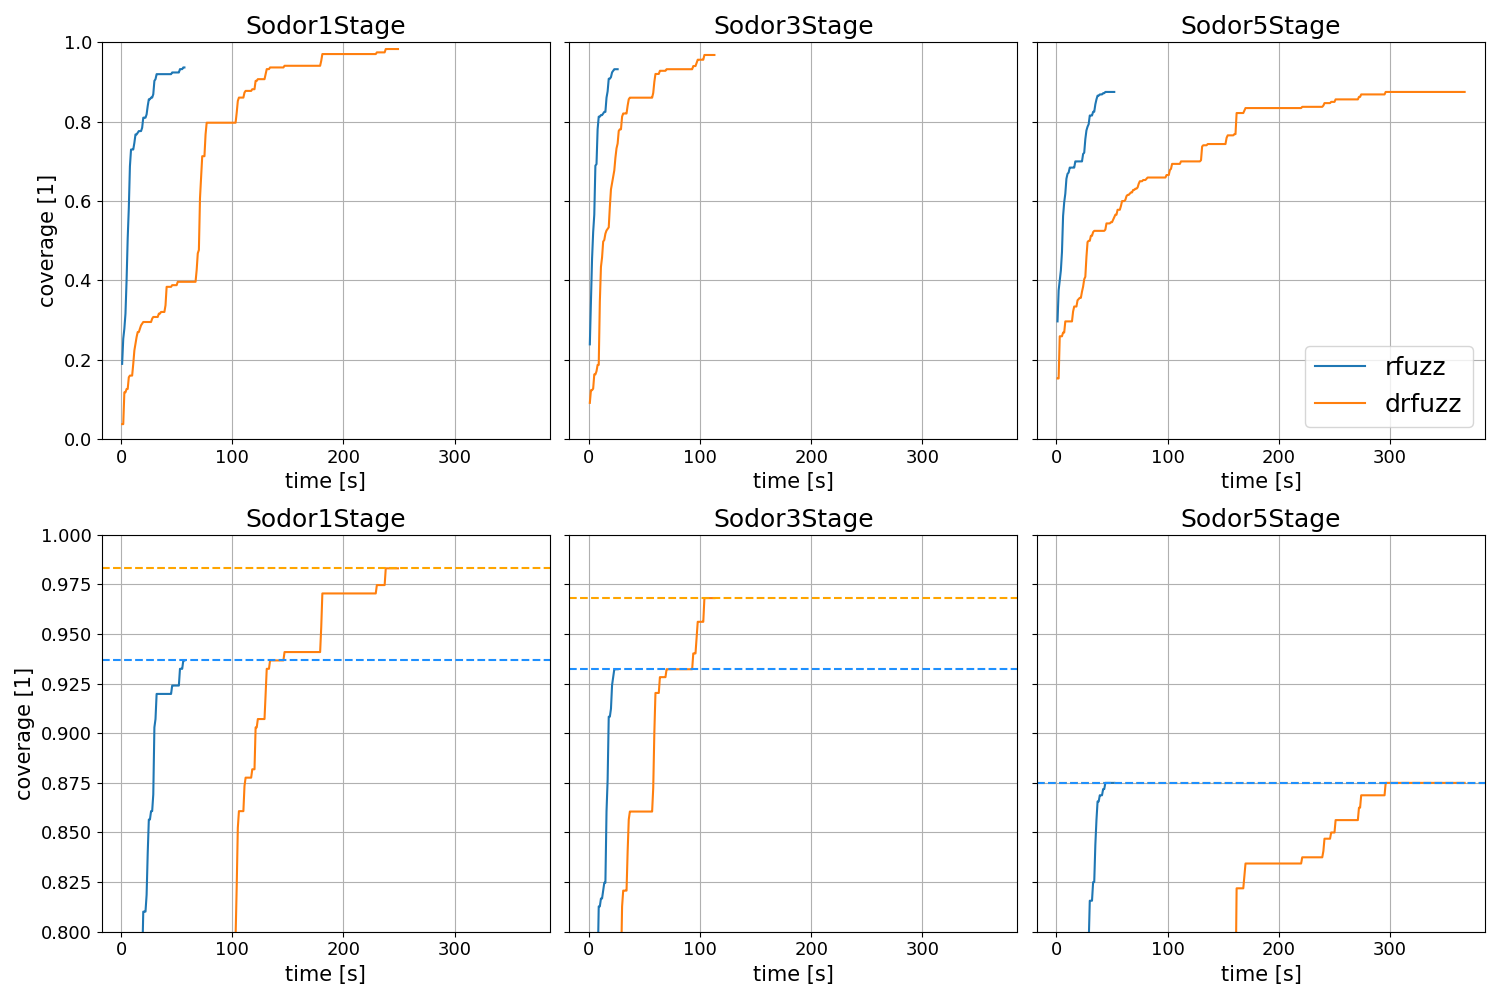 Sodor1Stage
Sodor3Stage
Sodor5Stage
1.0
0.8
0.6
0.4
0.2
0.0
coverage [1]
0 100 200 300
time [s]
0 100 200 300
time [s]
0 100 200 300
time [s]
rfuzz
drfuzz
Sodor1Stage
Sodor3Stage
Sodor5Stage
1.000
0.975
0.950
0.925
0.900
0.875
0.850
0.825
0.800
coverage [1]
0 100 200 300
time [s]
0 100 200 300
time [s]
0 100 200 300
time [s]